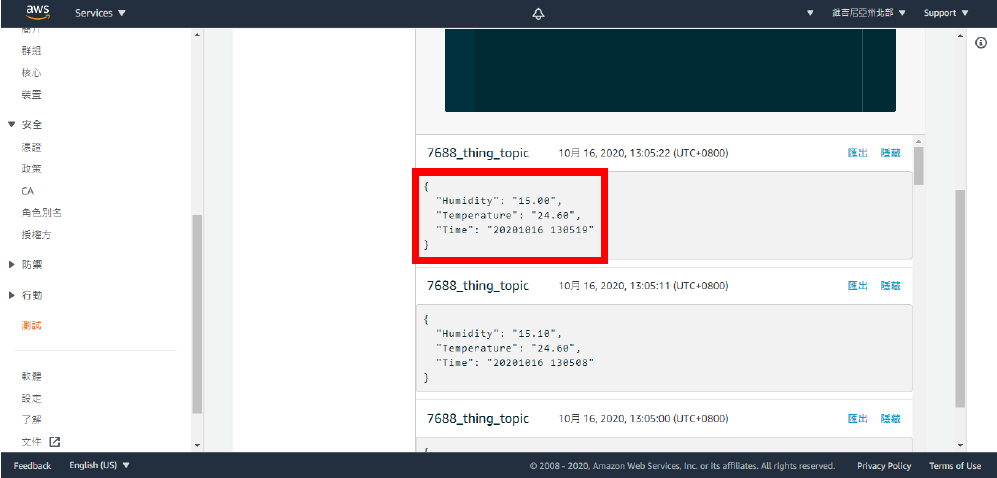 aws
Services
維吉尼亞州北部
Support
簡介
群組
核心
裝置
安全
憑證
政策
CA
角色別名
授權方
防禦
行動
測試
軟體
設定
了解
文件
7688_thing_topic 10月 16, 2020, 13:05:22 (UTC+0800) 匯出 隱藏
{
"Humidity": "15.00",
"Temperature": "24.60",
"Time": "20201016 130519"
}
7688_thing_topic 10月 16, 2020, 13:05:11 (UTC+0800) 匯出 隱藏
{
"Humidity": "15.10",
"Temperature": "24.60",
"Time": "20201016 130508"
}
7688_thing_topic 10月 16, 2020, 13:05:00 (UTC+0800) 匯出 隱藏
{
Feedback English (US) © 2008 - 2020, Amazon Web Services, Inc. or its affiliates. All rights reserved. Privacy Policy Terms of Use